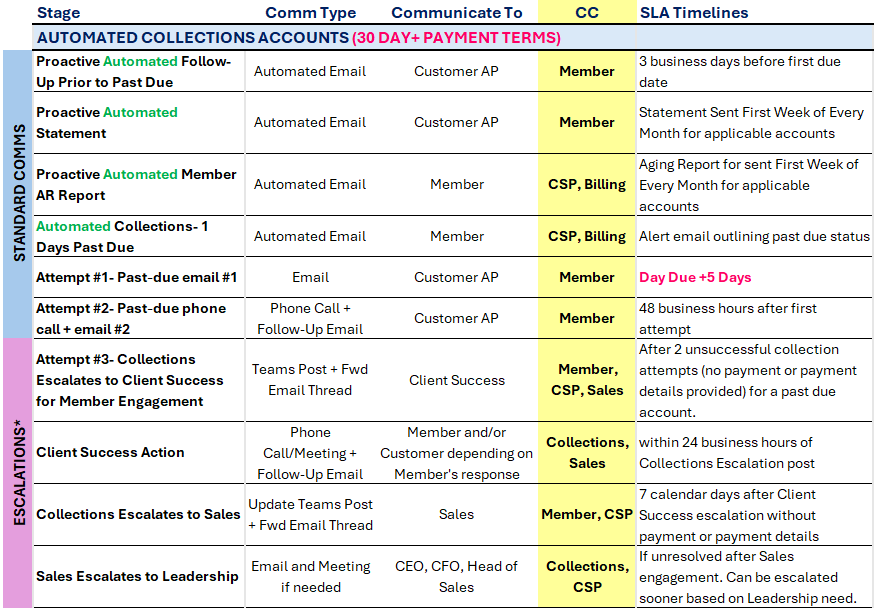 Stage Comm Type Communicate To CC SLA Timelines
AUTOMATED COLLECTIONS ACCOUNTS (30 DAY+ PAYMENT TERMS)
STANDARD COMMS
Proactive Automated Follow-
Up Prior to Past Due
Automated Email
Customer AP
Member
3 business days before first due
date
Proactive Automated
Statement
Automated Email
Customer AP
Member
Statement Sent First Week of Every
Month for applicable accounts
Proactive Automated Member
AR Report
Automated Email
Member
CSP, Billing
Aging Report for sent First Week of
Every Month for applicable
accounts
Automated Collections- 1
Days Past Due
Automated Email
Member
CSP, Billing
Alert email outlining past due status
Attempt #1- Past-due email #1
Email
Customer AP
Member
Day Due +5 Days
Attempt #2- Past-due phone
call + email #2
Phone Call +
Follow-Up Email
Customer AP
Member
48 business hours after first
attempt
ESCALATIONS*
Attempt #3- Collections
Escalates to Client Success
for Member Engagement
Teams Post + Fwd
Email Thread
Client Success
Member,
CSP, Sales
After 2 unsuccessful collection
attempts (no payment or payment
details provided) for a past due
account.
Client Success Action
Phone
Call/Meeting +
Follow-Up Email
Member and/or
Customer depending on
Member's response
Collections,
Sales
within 24 business hours of
Collections Escalation post
Collections Escalates to Sales
Update Teams Post
+ Fwd Email Thread
Sales
Member, CSP
7 calendar days after Client
Success escalation without
payment or payment details
Sales Escalates to Leadership
Email and Meeting
if needed
CEO, CFO, Head of
Sales
Collections,
CSP
If unresolved after Sales
engagement. Can be escalated
sooner based on Leadership need.